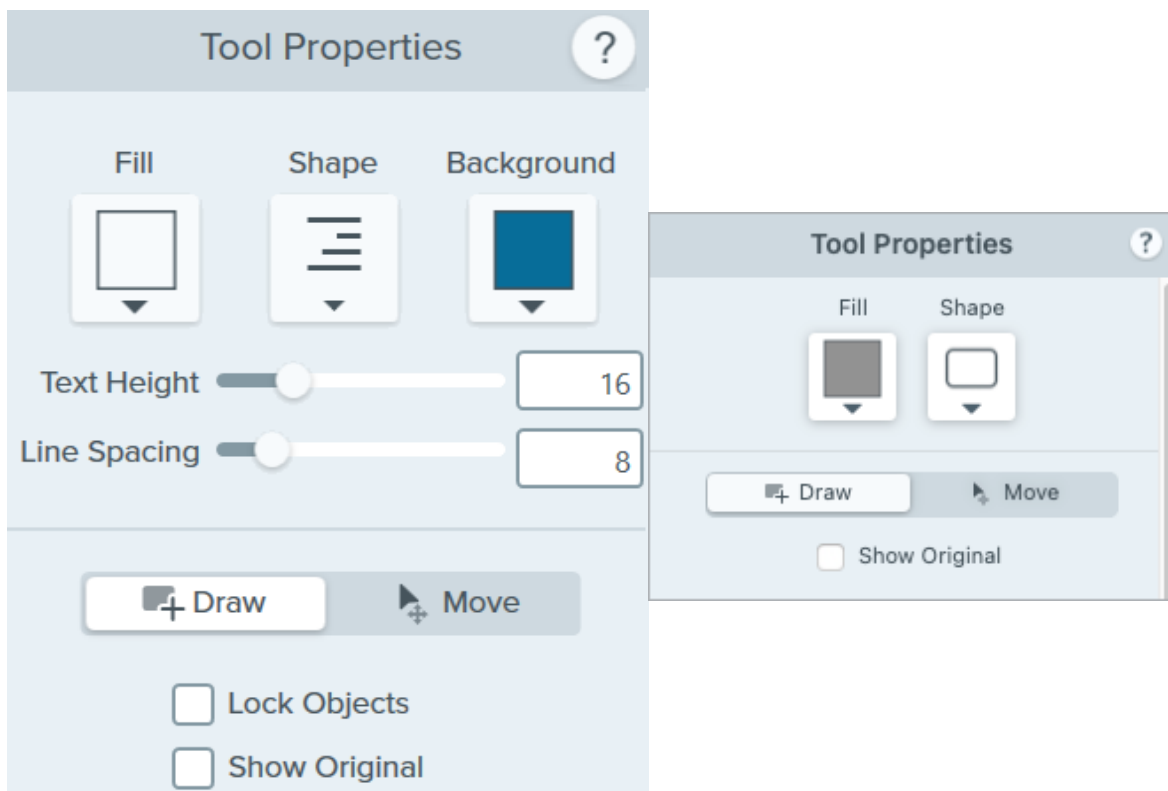 Tool Properties ?
Fill Shape Background
Text Height 16
Line Spacing 8
Draw Move
Lock Objects
Show Original
Tool Properties ?
Fill Shape
Draw Move
Show Original